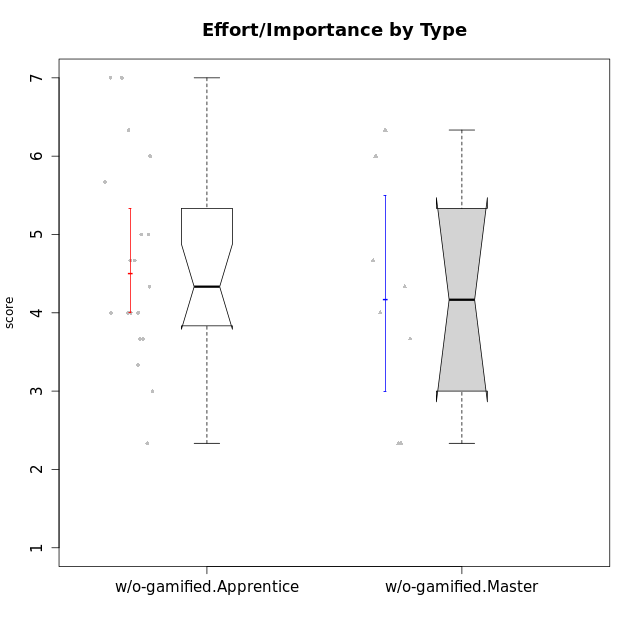 Effort/Importance by Type
7
6
5
4
3
2
1
score
w/o-gamified.Apprentice
w/o-gamified.Master